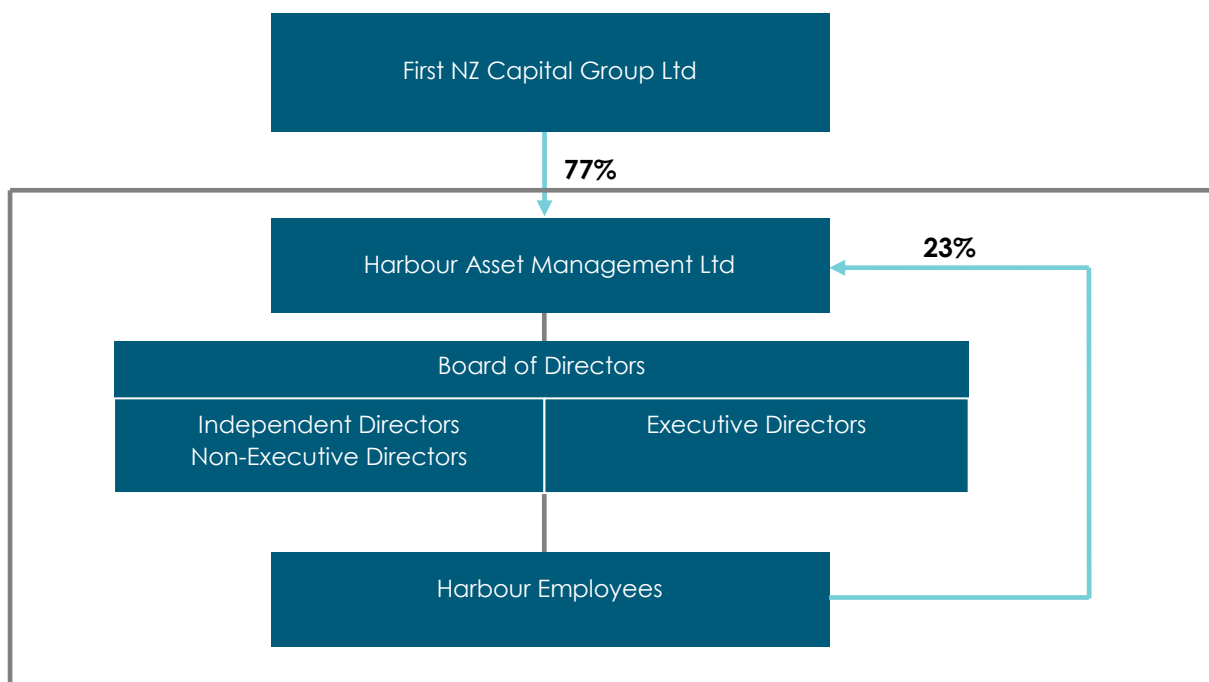 First NZ Capital Group Ltd
77%
Harbour Asset Management Ltd
23%
Board of Directors
Independent Directors
Non-Executive Directors
Executive Directors
Harbour Employees